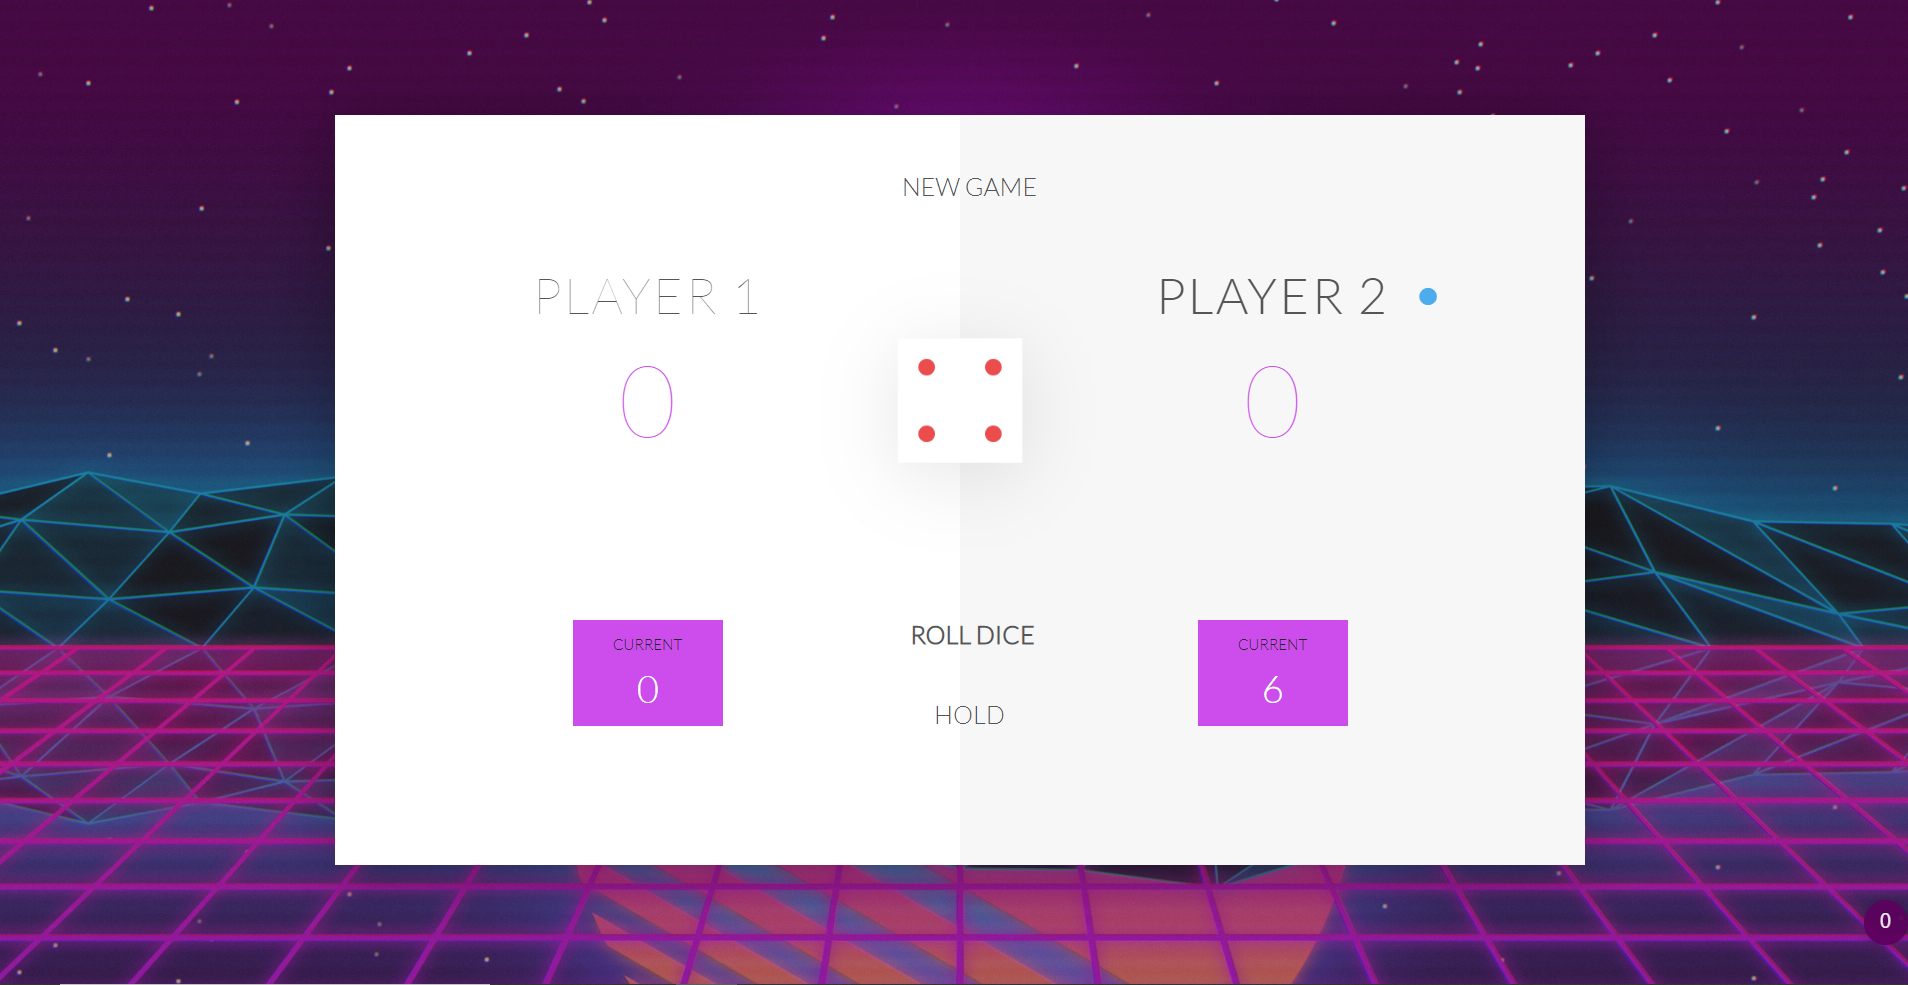 NEW GAME
PLAYER 1
0
PLAYER 2
0
CURRENT
0
ROLL DICE
HOLD
CURRENT
6
0